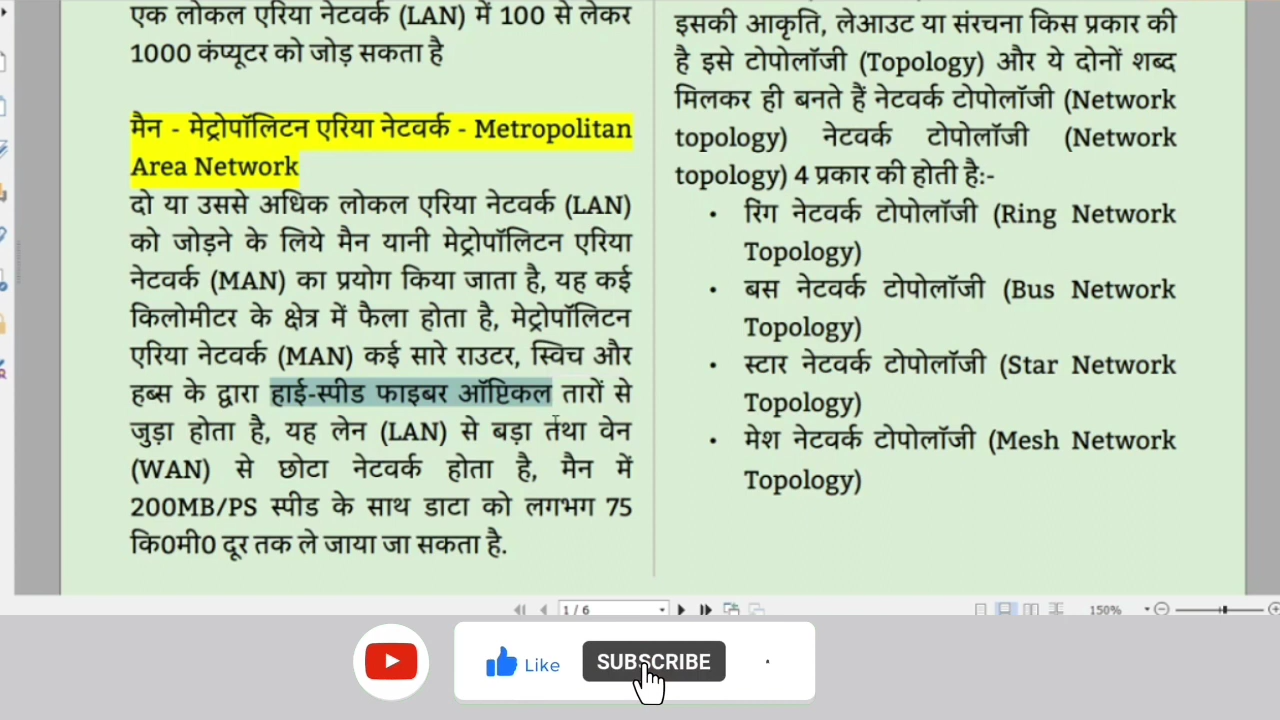 एक लोकल एरिया नेटवर्क (LAN) में 100 से लेकर
1000 कंप्यूटर को जोड़ सकता है
मैन - मेट्रोपॉलिटन एरिया नेटवर्क - Metropolitan
Area Network
दो या उससे अधिक लोकल एरिया नेटवर्क (LAN)
को जोड़ने के लिये मैन यानी मेट्रोपॉलिटन एरिया
नेटवर्क (MAN) का प्रयोग किया जाता है, यह कई
किलोमीटर के क्षेत्र में फैला होता है, मेट्रोपॉलिटन
एरिया नेटवर्क (MAN) कई सारे राउटर, स्विच और
हब्स के द्वारा हाई-स्पीड फाइबर ऑप्टिकल तारों से
जुड़ा होता है, यह लेन (LAN) से बड़ा तथा वेन
(WAN) से छोटा नेटवर्क होता है, मैन में
200MB/PS स्पीड के साथ डाटा को लगभग 75
कि0मी0 दूर तक ले जाया जा सकता है.
इसकी आकृति, लेआउट या संरचना किस प्रकार की
है इसे टोपोलॉजी (Topology) और ये दोनों शब्द
मिलकर ही बनते हैं नेटवर्क टोपोलॉजी (Network
topology) नेटवर्क टोपोलॉजी (Network
topology) 4 प्रकार की होती है:-
• रिंग नेटवर्क टोपोलॉजी (Ring Network
Topology)
• बस नेटवर्क टोपोलॉजी (Bus Network
Topology)
• स्टार नेटवर्क टोपोलॉजी (Star Network
Topology)
• मेश नेटवर्क टोपोलॉजी (Mesh Network
Topology)
1 / 6
150%
Like
SUBSCRIBE